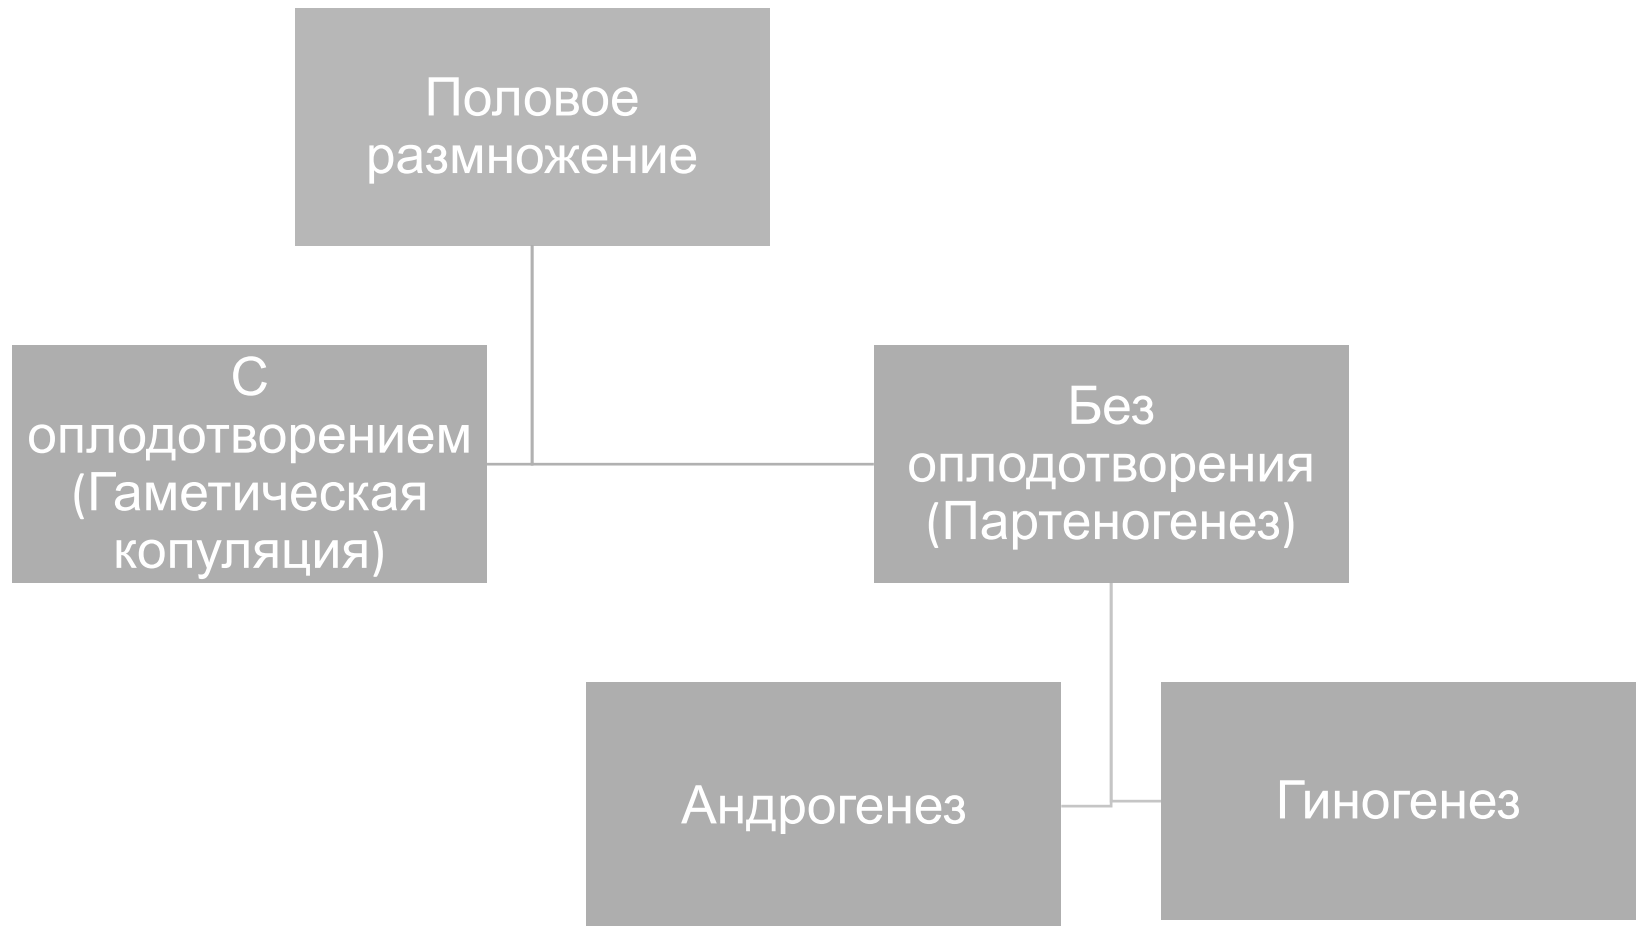 Половое
размножение
С
оплодотворением
(Гаметическая
копуляция)
Без
оплодотворения
(Партеногенез)
Андрогенез
Гиногенез